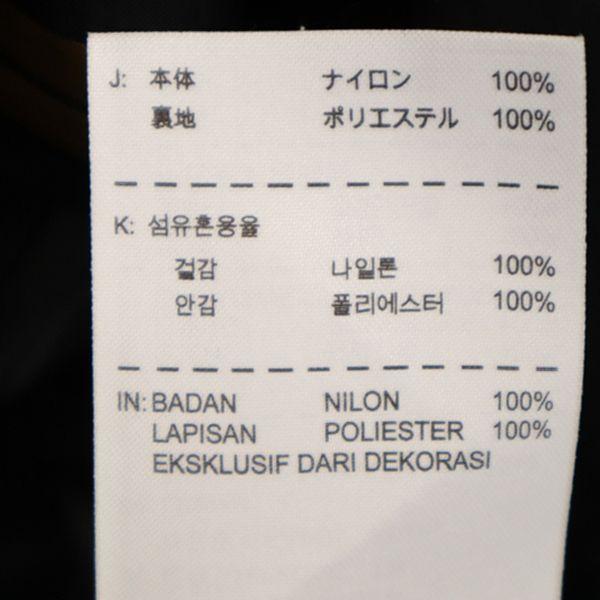 J: 本体 ナイロン 100%
裏地 ポリエステル 100%
K: 섬유혼용율
겉감 나일론 100%
안감 폴리에스터 100%
IN: BADAN NILON 100%
LAPISAN POLIESTER 100%
EKSKLUSIF DARI DEKORASI